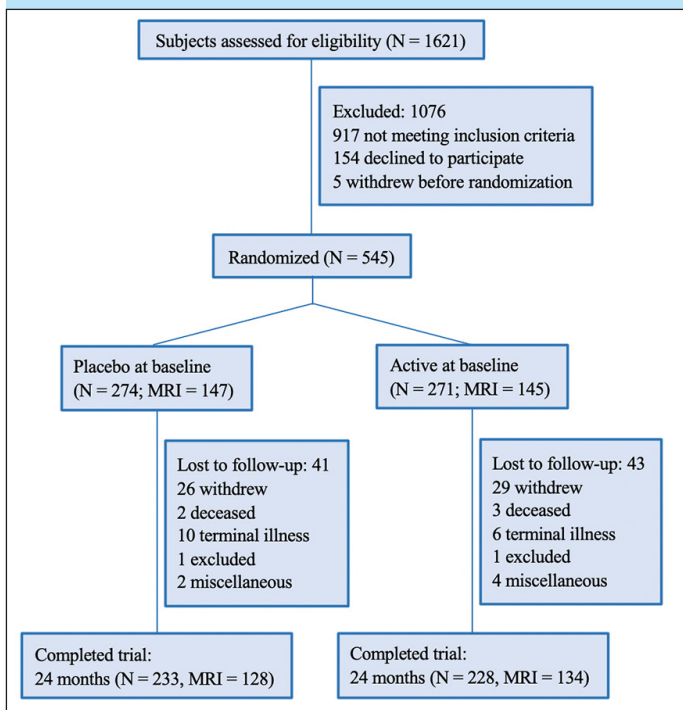 Subjects assessed for eligibility (N = 1621)
Excluded: 1076
917 not meeting inclusion criteria
154 declined to participate
5 withdrew before randomization
Randomized (N = 545)
Placebo at baseline
(N = 274; MRI = 147)
Active at baseline
(N = 271; MRI = 145)
Lost to follow-up: 41
26 withdrew
2 deceased
10 terminal illness
1 excluded
2 miscellaneous
Lost to follow-up: 43
29 withdrew
3 deceased
6 terminal illness
1 excluded
4 miscellaneous
Completed trial:
24 months (N = 233, MRI = 128)
Completed trial:
24 months (N = 228, MRI = 134)